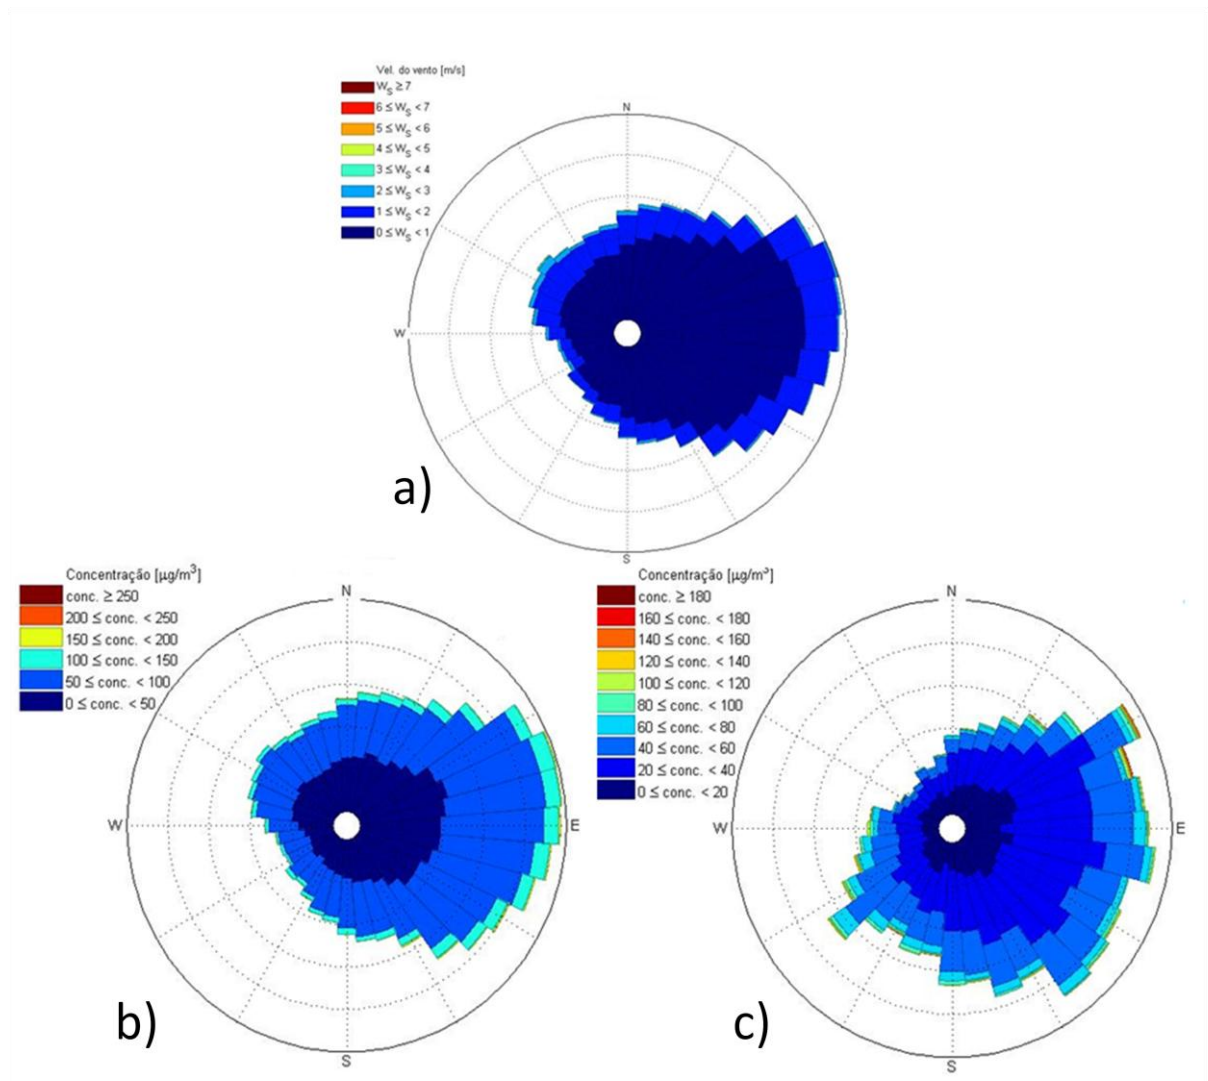 Vel. do vento [m/s]
W_S ≥ 7
6 ≤ W_S < 7
5 ≤ W_S < 6
4 ≤ W_S < 5
3 ≤ W_S < 4
2 ≤ W_S < 3
1 ≤ W_S < 2
0 ≤ W_S < 1
N
W
S
a)
Concentração [µg/m³]
conc. ≥ 250
200 ≤ conc. < 250
150 ≤ conc. < 200
100 ≤ conc. < 150
50 ≤ conc. < 100
0 ≤ conc. < 50
N
W
E
S
b)
Concentração [µg/m³]
conc. ≥ 180
160 ≤ conc. < 180
140 ≤ conc. < 160
120 ≤ conc. < 140
100 ≤ conc. < 120
80 ≤ conc. < 100
60 ≤ conc. < 80
40 ≤ conc. < 60
20 ≤ conc. < 40
0 ≤ conc. < 20
N
W
E
S
c)